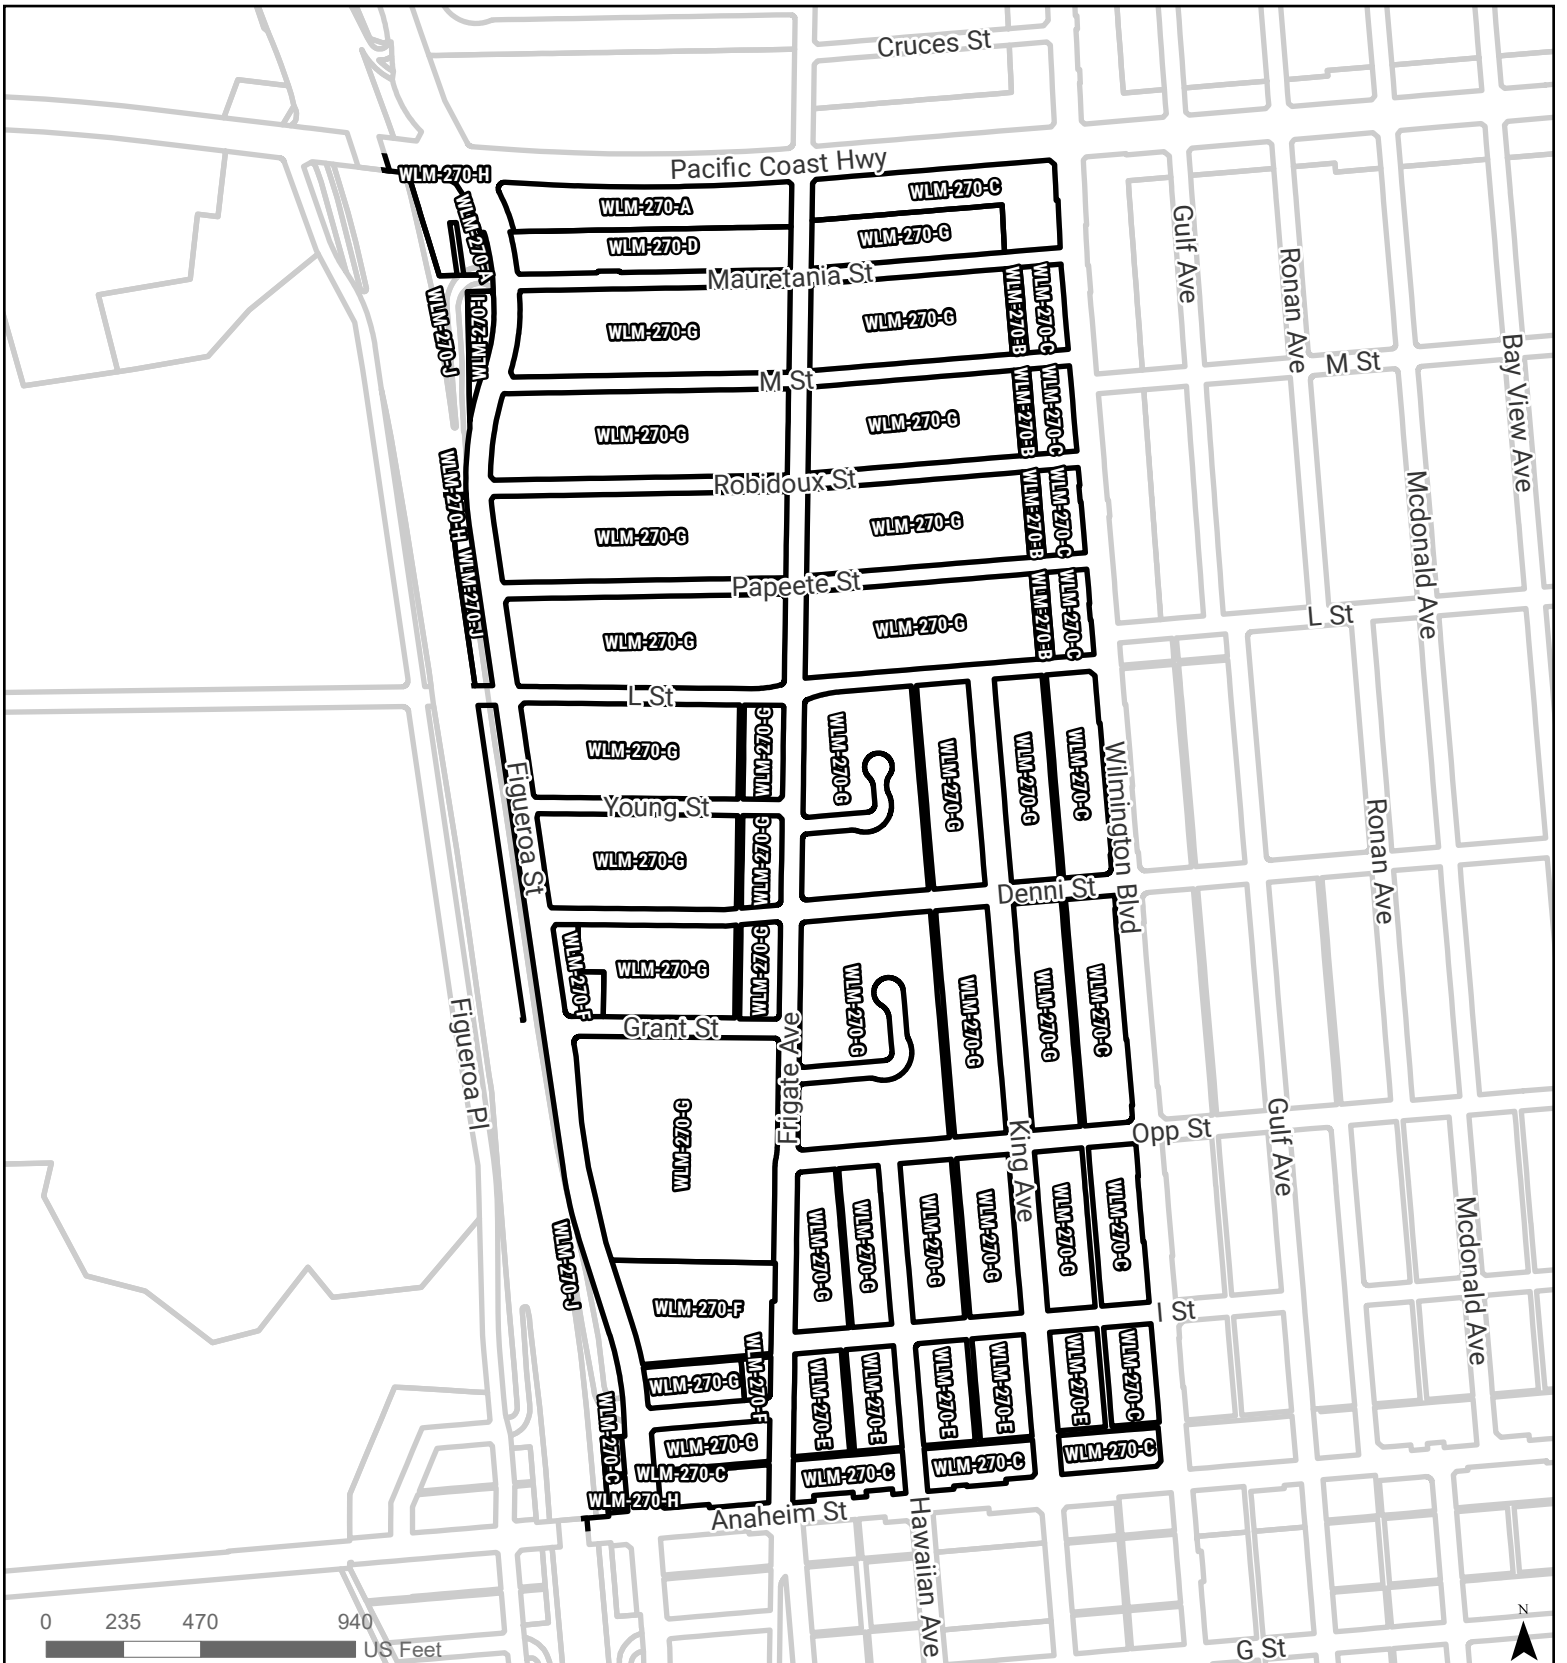 Cruces St
Pacific Coast Hwy
WLM-270-H
WLM-270-A
WLM-270-A
WLM-270-C
WLM-270-D
WLM-270-G
Gulf Ave
Ronan Ave
Mauretania St
WLM-270-J
WLM-270-I
WLM-270-G
WLM-270-G
WLM-270-B
WLM-270-C
M St
Bay View Ave
M St
WLM-270-G
WLM-270-G
WLM-270-B
WLM-270-C
Robidoux St
WLM-270-H
WLM-270-J
WLM-270-G
WLM-270-G
WLM-270-B
WLM-270-C
Mcdonald Ave
Papeete St
WLM-270-G
WLM-270-G
WLM-270-B
WLM-270-C
L St
L St
WLM-270-G
WLM-270-G
WLM-270-G
WLM-270-G
WLM-270-G
WLM-270-C
Wilmington Blvd
Figueroa St
Young St
WLM-270-G
WLM-270-G
Ronan Ave
Denni St
WLM-270-F
WLM-270-G
WLM-270-G
WLM-270-G
WLM-270-G
WLM-270-G
WLM-270-C
Figueroa Pl
Grant St
Frigate Ave
WLM-270-G
King Ave
Opp St
Gulf Ave
WLM-270-J
WLM-270-G
WLM-270-G
WLM-270-G
WLM-270-G
WLM-270-G
WLM-270-C
Mcdonald Ave
WLM-270-F
I St
WLM-270-G
WLM-270-F
WLM-270-E
WLM-270-E
WLM-270-E
WLM-270-E
WLM-270-E
WLM-270-C
WLM-270-C
WLM-270-G
WLM-270-C
WLM-270-C
WLM-270-C
WLM-270-C
WLM-270-H
Anaheim St
Hawaiian Ave
G St
0 235 470 940
US Feet
N